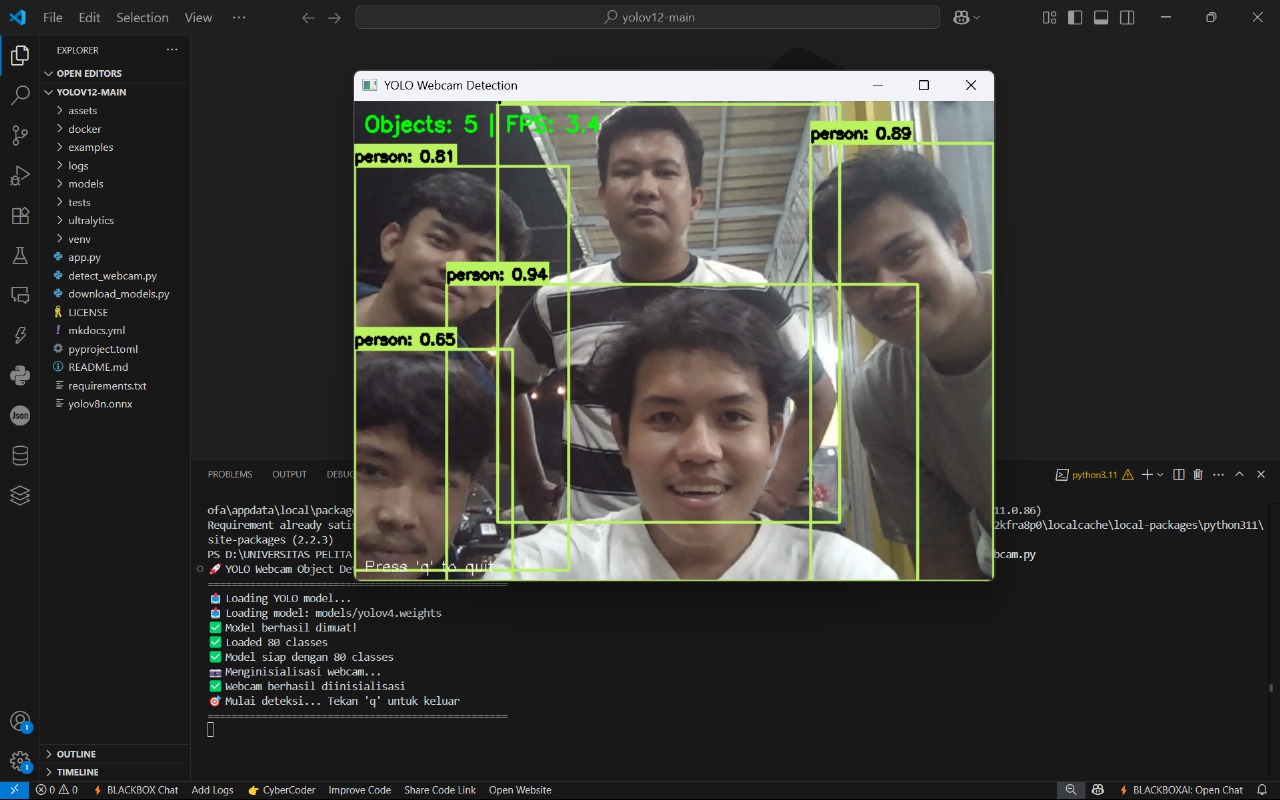 File Edit Selection View ··· yolov12-main
EXPLORER ···
OPEN EDITORS
YOLOV12-MAIN
assets
docker
examples
logs
models
tests
ultralytics
venv
app.py
detect_webcam.py
download_models.py
LICENSE
! mkdocs.yml
pyproject.toml
README.md
requirements.txt
yolov8n.onnx
OUTLINE
TIMELINE
Json
YOLO Webcam Detection
Objects: 5 | FPS: 3.4
person: 0.81
person: 0.89
person: 0.94
person: 0.65
Press 'q' to quit
PROBLEMS OUTPUT DEBUG python3.11
ofa\appdata\local\package 11.0.86)
Requirement already satis 2kfra8p0\localcache\local-packages\python311\
site-packages (2.2.3)
PS D:\UNIVERSITAS PELITA bcam.py
🚀 YOLO Webcam Object De
==================================================
Loading YOLO model...
Loading model: models/yolov4.weights
✅ Model berhasil dimuat!
✅ Loaded 80 classes
✅ Model siap dengan 80 classes
Menginisialisasi webcam...
✅ Webcam berhasil diinisialisasi
🎯 Mulai deteksi... Tekan 'q' untuk keluar
==================================================
1
1
0 0 BLACKBOX Chat Add Logs 👉 CyberCoder Improve Code Share Code Link Open Website BLACKBOXAI: Open Chat